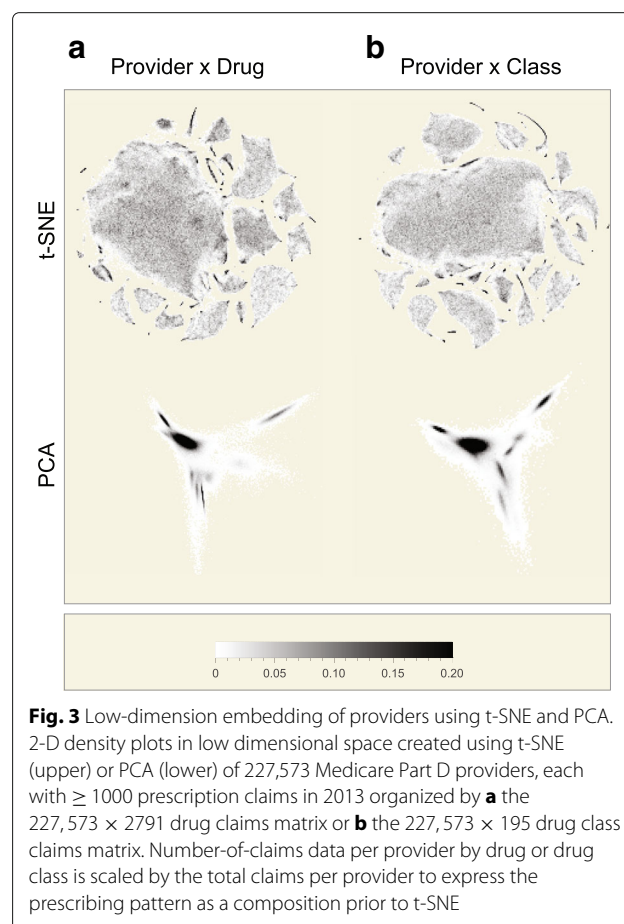 a
b
Provider x Drug
Provider x Class
t-SNE
PCA
0 0.05 0.10 0.15 0.20
Fig. 3 Low-dimension embedding of providers using t-SNE and PCA.
2-D density plots in low dimensional space created using t-SNE
(upper) or PCA (lower) of 227,573 Medicare Part D providers, each
with ≥ 1000 prescription claims in 2013 organized by a the
227, 573 × 2791 drug claims matrix or b the 227, 573 × 195 drug class
claims matrix. Number-of-claims data per provider by drug or drug
class is scaled by the total claims per provider to express the
prescribing pattern as a composition prior to t-SNE